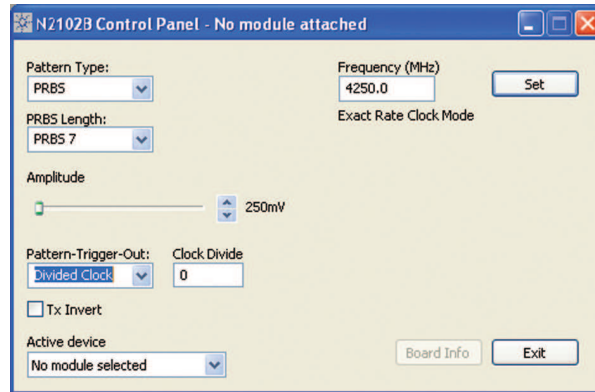 N2102B Control Panel - No module attached
Pattern Type:
PRBS
Frequency (MHz)
4250.0
Set
Exact Rate Clock Mode
PRBS Length:
PRBS 7
Amplitude
250mV
Pattern-Trigger-Out:
Clock Divide
Divided Clock
0
Tx Invert
Active device
No module selected
Board Info
Exit